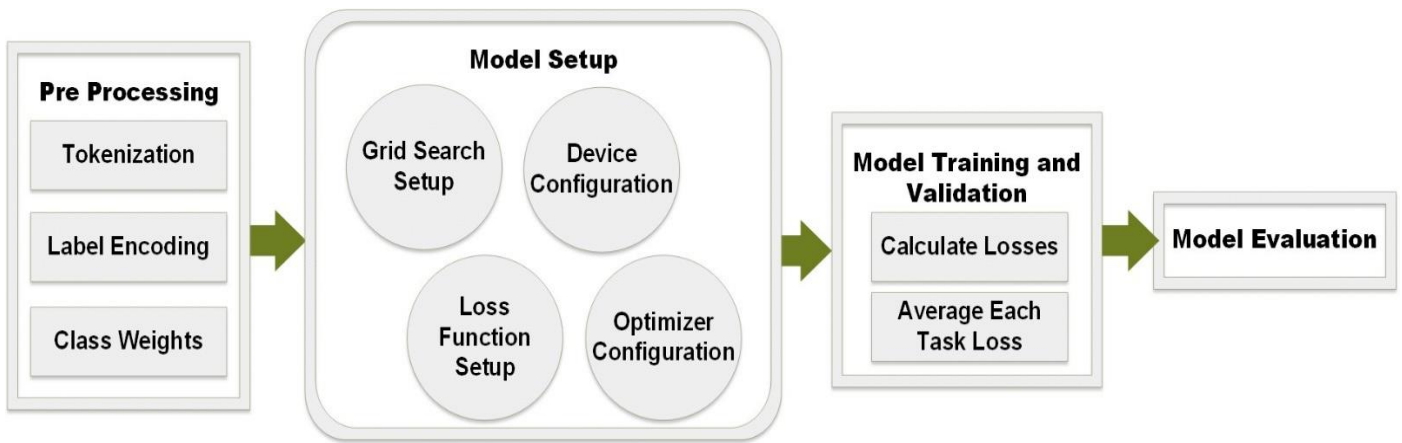 Pre Processing
Tokenization
Label Encoding
Class Weights
Model Setup
Grid Search
Setup
Device
Configuration
Loss
Function
Setup
Optimizer
Configuration
Model Training and
Validation
Calculate Losses
Average Each
Task Loss
Model Evaluation